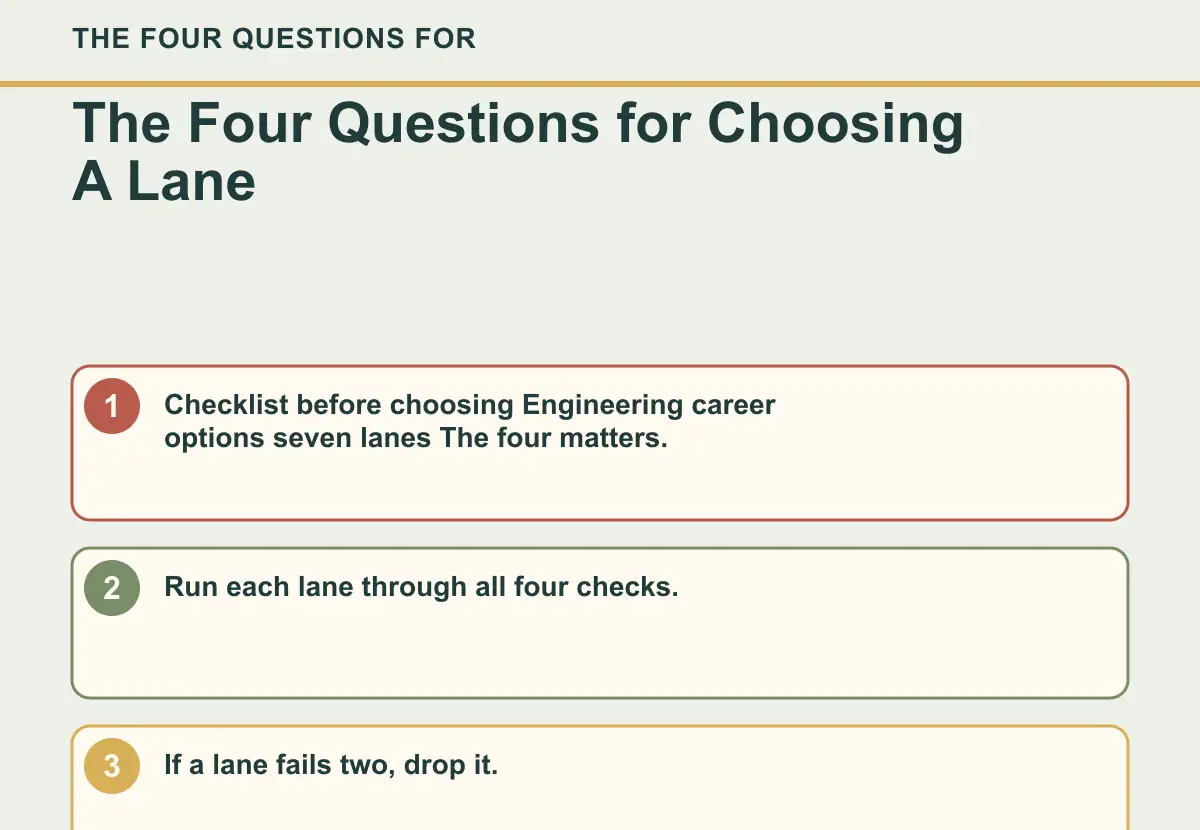 THE FOUR QUESTIONS FOR
The Four Questions for Choosing
A Lane
1
Checklist before choosing Engineering career
options seven lanes The four matters.
2
Run each lane through all four checks.
3
If a lane fails two, drop it.